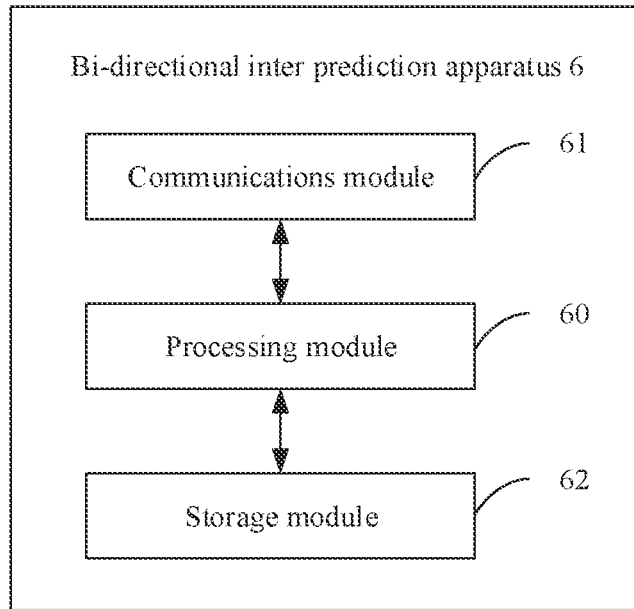 Bi-directional inter prediction apparatus 6
61
Communications module
60
Processing module
62
Storage module